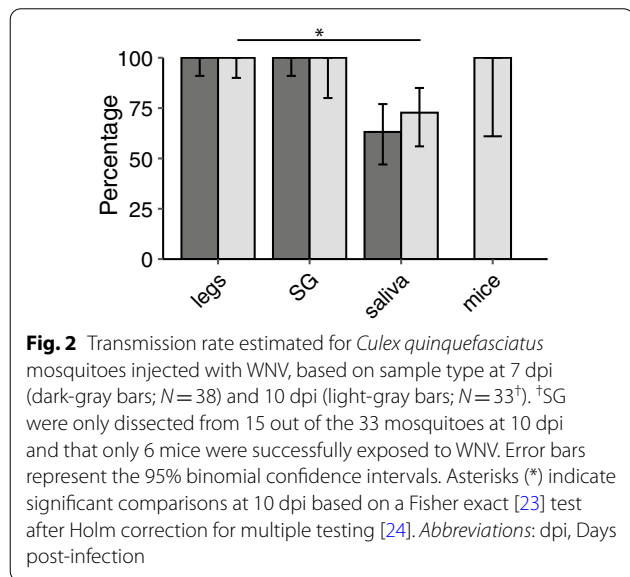 *
100
75
50
25
0
Percentage
legs
SG
saliva
mice
Fig. 2 Transmission rate estimated for Culex quinquefasciatus
mosquitoes injected with WNV, based on sample type at 7 dpi
(dark-gray bars; N = 38) and 10 dpi (light-gray bars; N = 33†). †SG
were only dissected from 15 out of the 33 mosquitoes at 10 dpi
and that only 6 mice were successfully exposed to WNV. Error bars
represent the 95% binomial confidence intervals. Asterisks (*) indicate
significant comparisons at 10 dpi based on a Fisher exact [23] test
after Holm correction for multiple testing [24]. Abbreviations: dpi, Days
post-infection